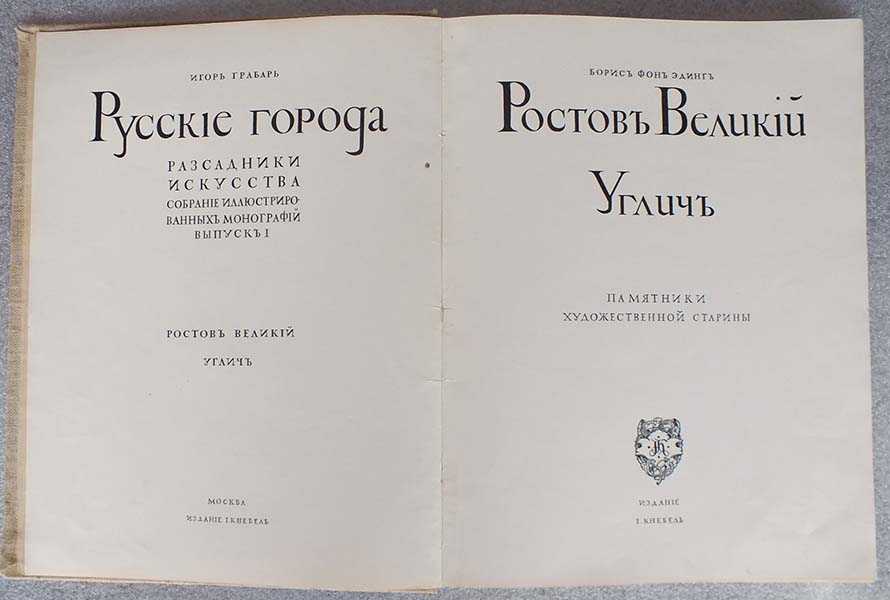 ИГОРЬ ГРАБАРЬ
РУССКІЕ ГОРОДА
РАЗСАДНИКИ
ИСКУССТВА
СОБРАНІЕ ИЛЛЮСТРИРО-
ВАННЫХЪ МОНОГРАФІЙ
ВЫПУСКЪ I
РОСТОВЪ ВЕЛИКІЙ
УГЛИЧЪ
МОСКВА
ИЗДАНІЕ І. КНЕБЕЛЬ
БОРИСЪ ФОНЪ ЭДИНГЪ
РОСТОВЪ ВЕЛИКІЙ
УГЛИЧЪ
ПАМЯТНИКИ
ХУДОЖЕСТВЕННОЙ СТАРИНЫ
ИЗДАНІЕ
І. КНЕБЕЛЬ